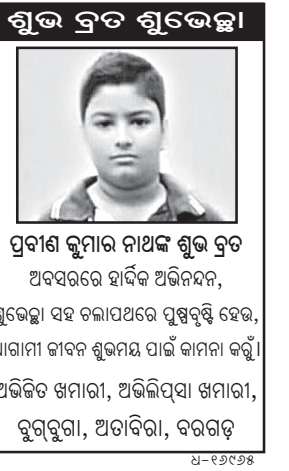 ଶୁଭ ବ୍ରତ ଶୁଭେଚ୍ଛା
ପ୍ରବୀଣ କୁମାର ନାଥଙ୍କ ଶୁଭ ବ୍ରତ
ଅବସରରେ ହାର୍ଦ୍ଦିକ ଅଭିନନ୍ଦନ,
ଶୁଭେଚ୍ଛା ସହ ଚଲାପଥରେ ପୁଷ୍ପବୃଷ୍ଟି ହେଉ,
ଆଗାମୀ ଜୀବନ ଶୁଭମୟ ପାଇଁ କାମନା କରୁଁ।
ଅଭିକିତ ଖମାରୀ, ଅଭିଲିପ୍ସା ଖମାରୀ,
ବୁଗ୍‌ବୁଗା, ଅତାବିରା, ବରଗଡ଼
ଧ-୧୬୯୬୫